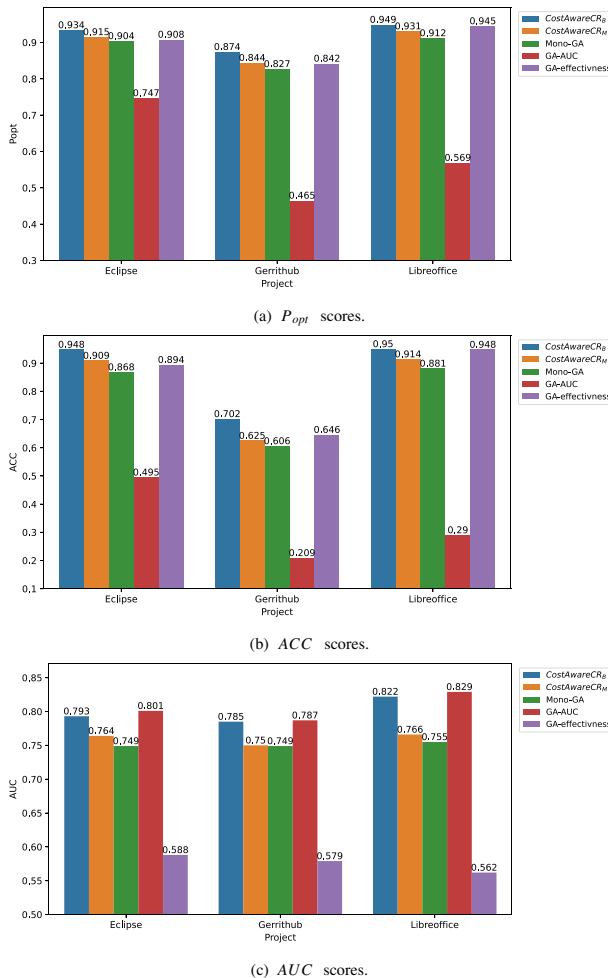 0.934
0.915
0.904
0.747
0.908
0.874
0.844
0.827
0.465
0.842
0.949
0.931
0.912
0.569
0.945
0.9
0.8
0.7
0.6
0.5
0.4
0.3
Popt
Eclipse Gerrithub Libreoffice
Project
CostAwareCR_B
CostAwareCR_M
Mono-GA
GA-AUC
GA-effectivness
(a) P_opt scores.
0.948
0.909
0.868
0.495
0.894
0.702
0.625
0.606
0.209
0.646
0.95
0.914
0.881
0.29
0.948
0.9
0.8
0.7
0.6
0.5
0.4
0.3
0.2
0.1
ACC
Eclipse Gerrithub Libreoffice
Project
CostAwareCR_B
CostAwareCR_M
Mono-GA
GA-AUC
GA-effectivness
(b) ACC scores.
0.793
0.764
0.749
0.801
0.588
0.785
0.75
0.749
0.787
0.579
0.822
0.766
0.755
0.829
0.562
0.85
0.80
0.75
0.70
0.65
0.60
0.55
0.50
AUC
Eclipse Gerrithub Libreoffice
Project
CostAwareCR_B
CostAwareCR_M
Mono-GA
GA-AUC
GA-effectivness
(c) AUC scores.